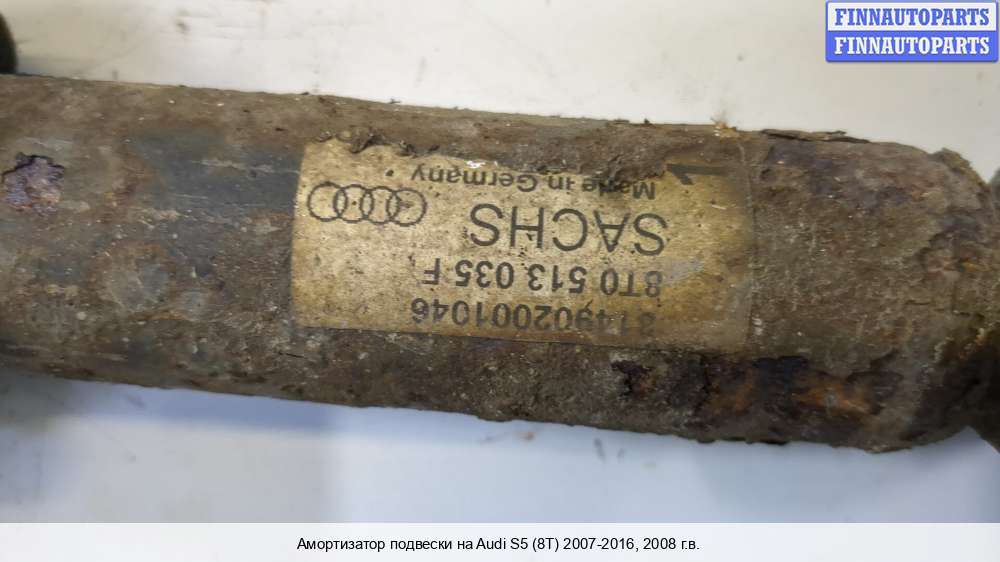 FINNAUTOPARTS
FINNAUTOPARTS
314902001046
8T0 513 035 F
SACHS
Made in Germany
Амортизатор подвески на Audi S5 (8T) 2007-2016, 2008 г.в.